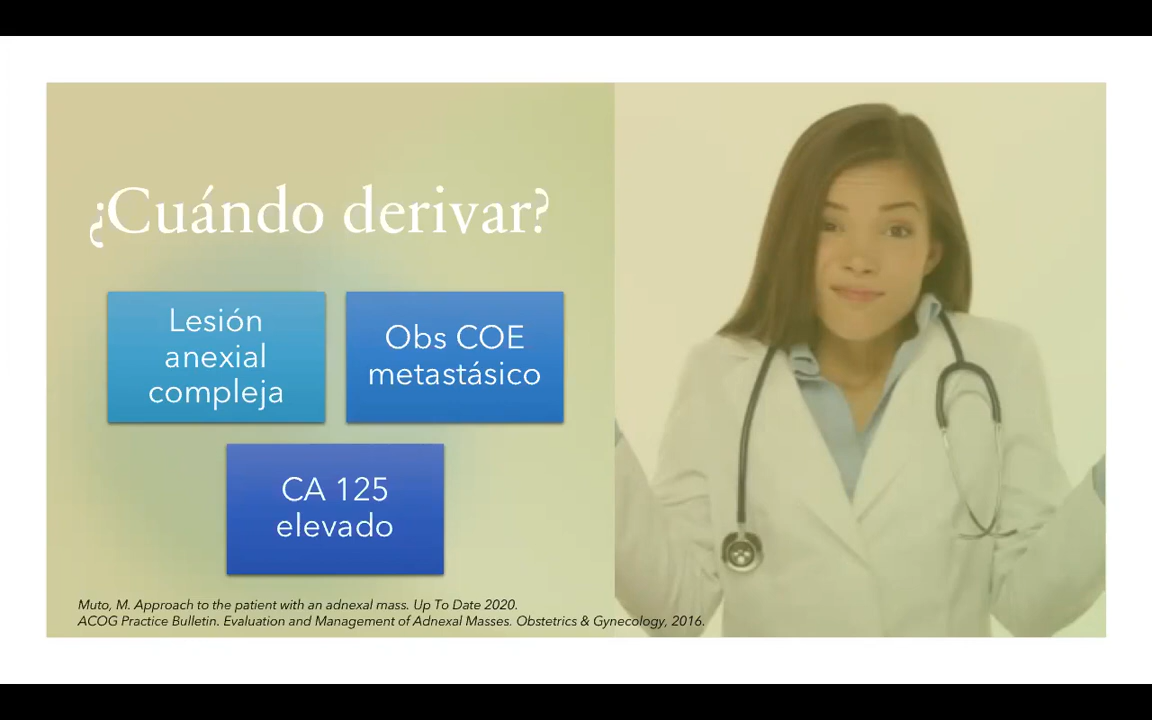 ¿Cuándo derivar?
Lesión
anexial
compleja
Obs COE
metastásico
CA 125
elevado
Muto, M. Approach to the patient with an adnexal mass. Up To Date 2020.
ACOG Practice Bulletin. Evaluation and Management of Adnexal Masses. Obstetrics & Gynecology, 2016.